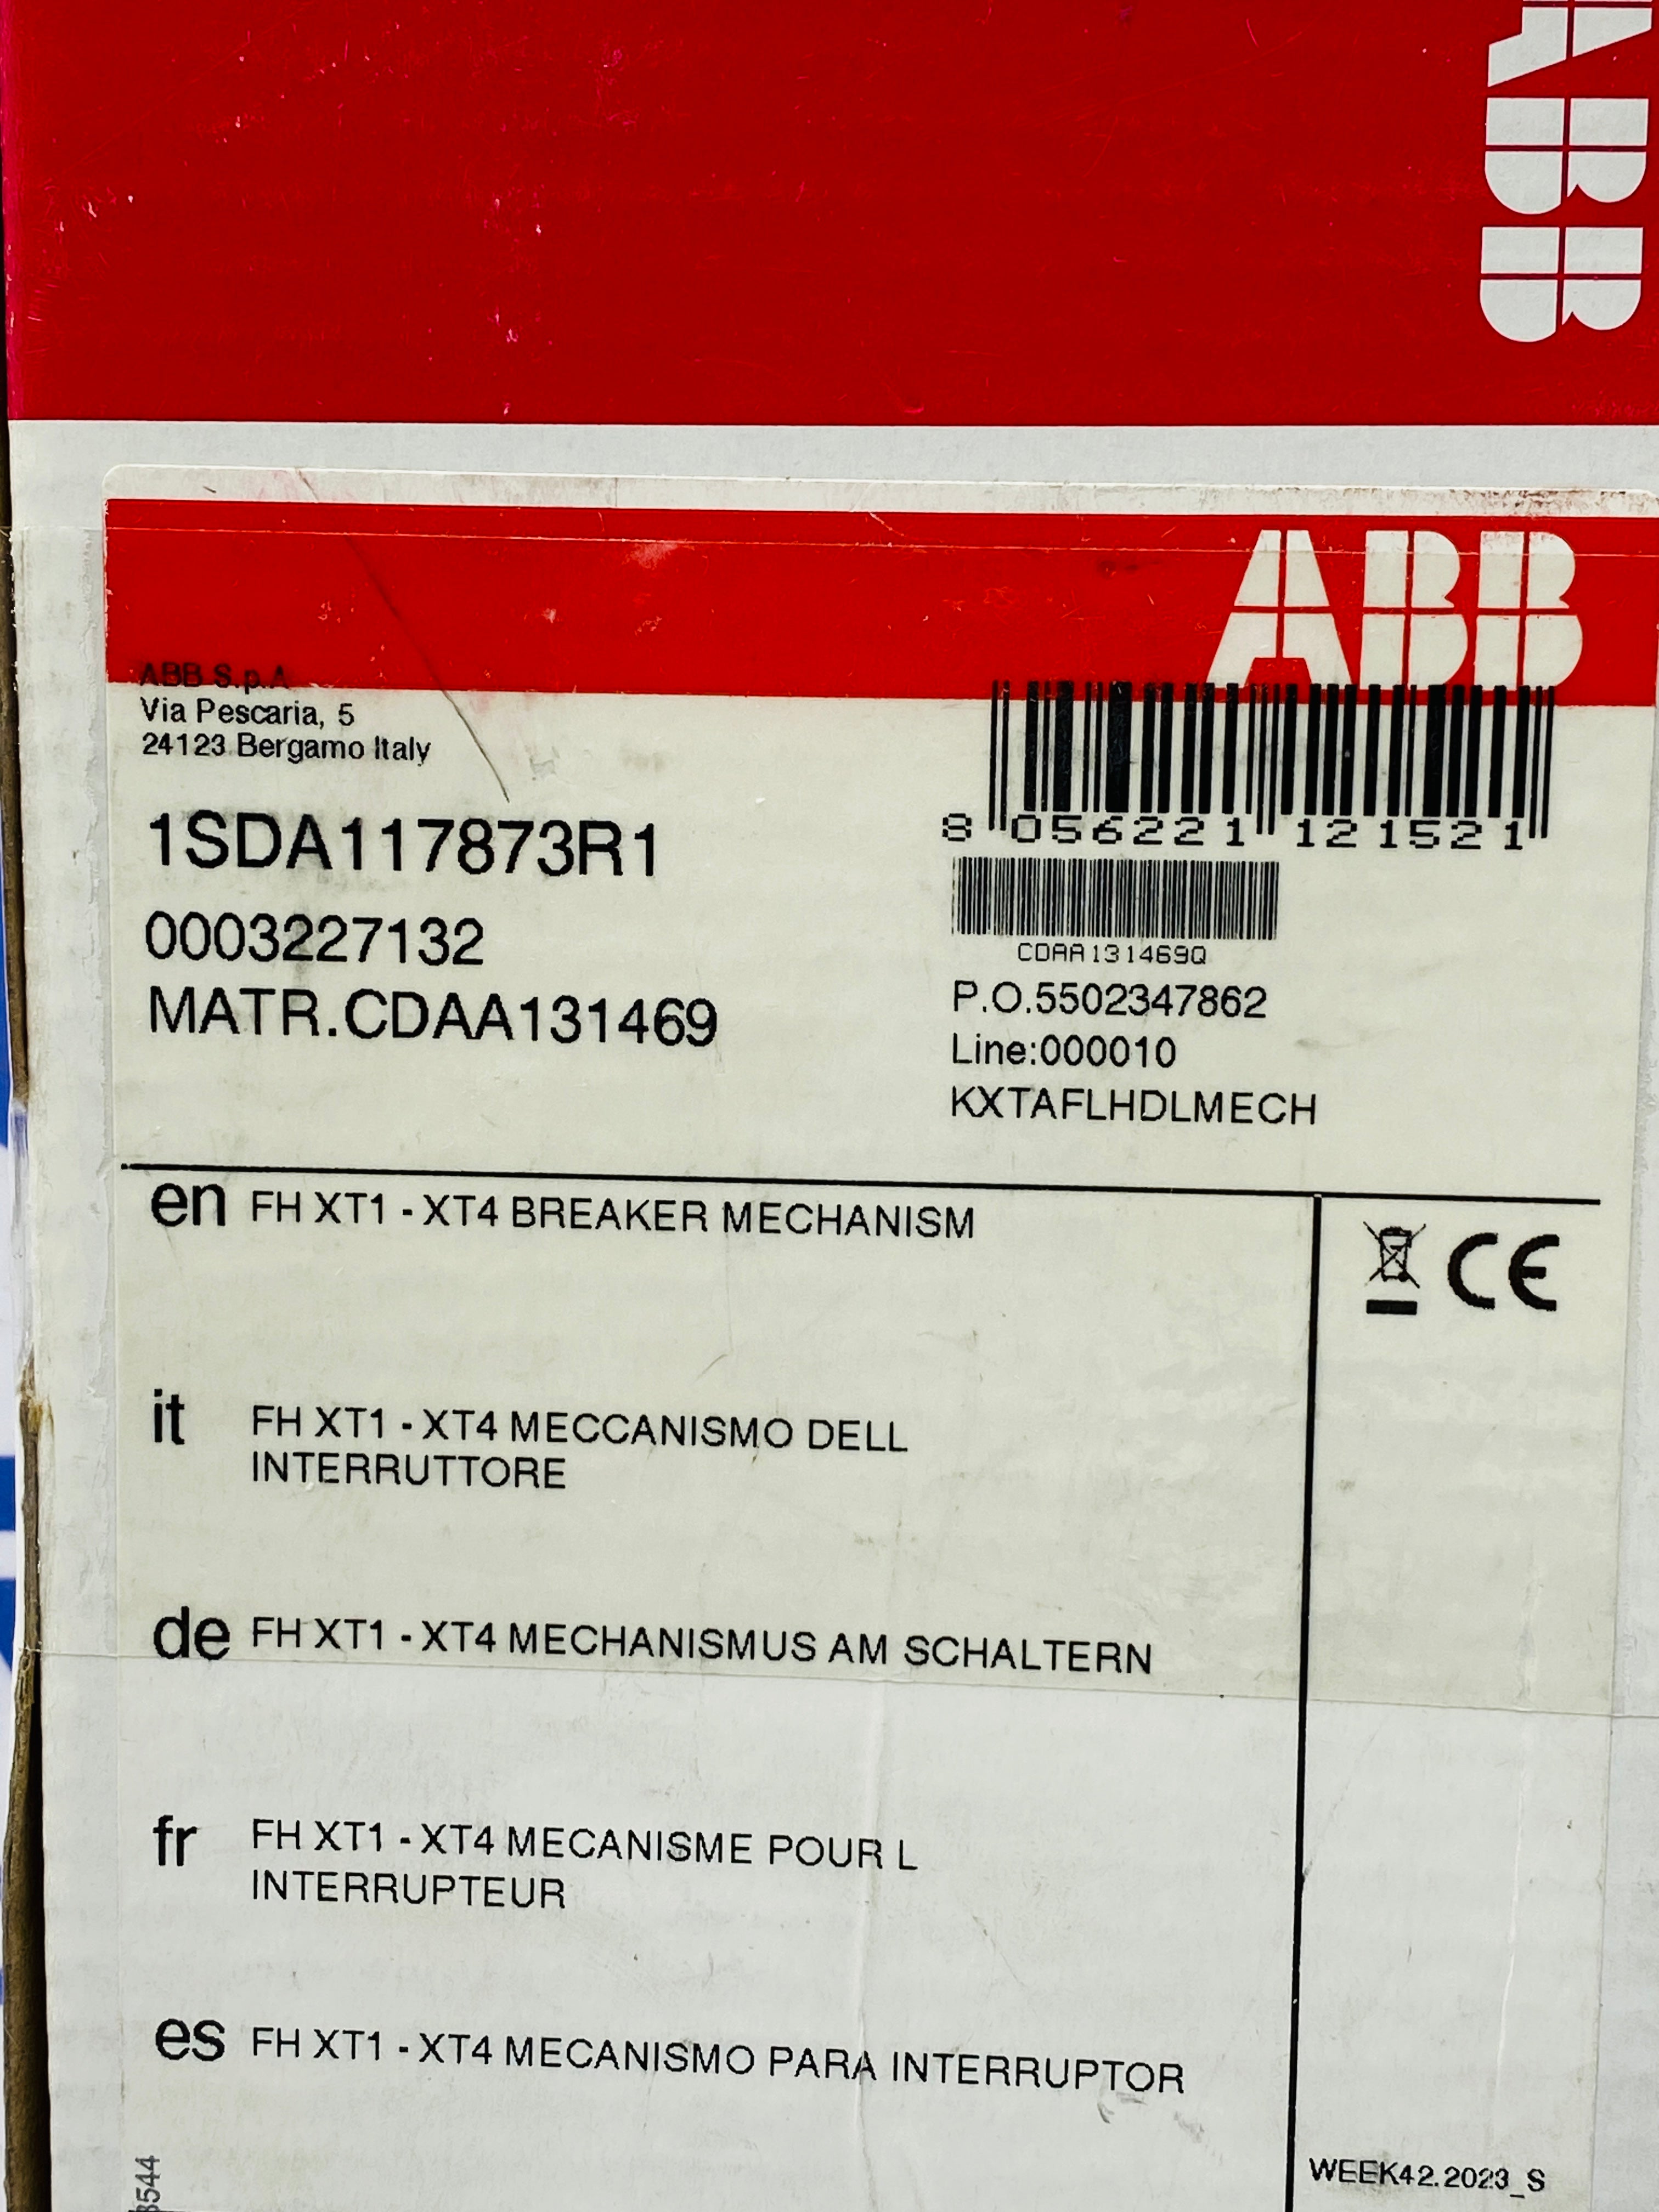 ABB
ABB
ABB S.p.A
Via Pescaria, 5
24123 Bergamo Italy
1SDA117873R1
0003227132
MATR.CDAA131469
8 056221 121521
CDAA131469Q
P.O.5502347862
Line:000010
KXTAFLHDLMECH
en FH XT1 - XT4 BREAKER MECHANISM
CE
it FH XT1 - XT4 MECCANISMO DELL
INTERRUTTORE
de FH XT1 - XT4 MECHANISMUS AM SCHALTERN
fr FH XT1 - XT4 MECANISME POUR L
INTERRUPTEUR
es FH XT1 - XT4 MECANISMO PARA INTERRUPTOR
WEEK42.2023_S